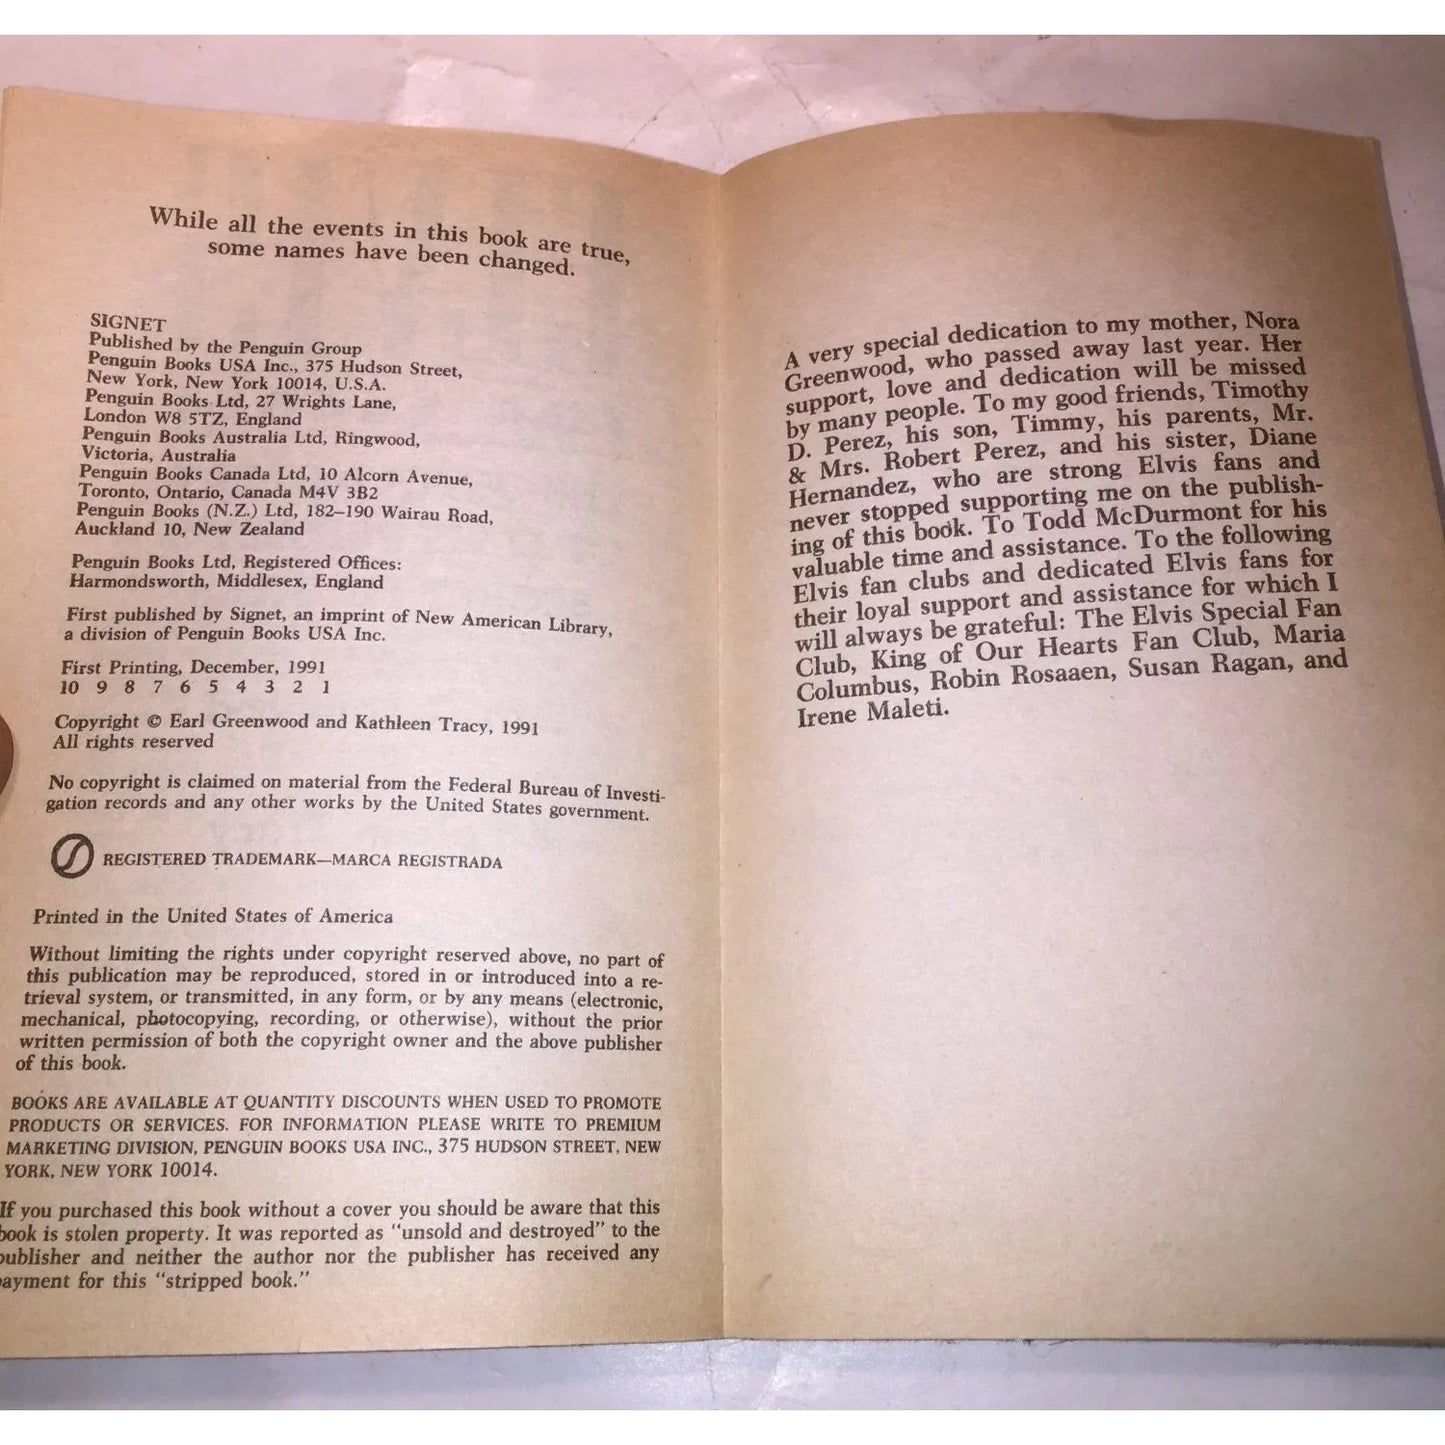 While all the events in this book are true,
some names have been changed.
SIGNET
Published by the Penguin Group
Penguin Books USA Inc., 375 Hudson Street,
New York, New York 10014, U.S.A.
Penguin Books Ltd, 27 Wrights Lane,
London W8 5TZ, England
Penguin Books Australia Ltd, Ringwood,
Victoria, Australia
Penguin Books Canada Ltd, 10 Alcorn Avenue,
Toronto, Ontario, Canada M4V 3B2
Penguin Books (N.Z.) Ltd, 182–190 Wairau Road,
Auckland 10, New Zealand
Penguin Books Ltd, Registered Offices:
Harmondsworth, Middlesex, England
First published by Signet, an imprint of New American Library,
a division of Penguin Books USA Inc.
First Printing, December, 1991
10 9 8 7 6 5 4 3 2 1
Copyright © Earl Greenwood and Kathleen Tracy, 1991
All rights reserved
No copyright is claimed on material from the Federal Bureau of Investi-
gation records and any other works by the United States government.
REGISTERED TRADEMARK—MARCA REGISTRADA
Printed in the United States of America
Without limiting the rights under copyright reserved above, no part of
this publication may be reproduced, stored in or introduced into a re-
trieval system, or transmitted, in any form, or by any means (electronic,
mechanical, photocopying, recording, or otherwise), without the prior
written permission of both the copyright owner and the above publisher
of this book.
BOOKS ARE AVAILABLE AT QUANTITY DISCOUNTS WHEN USED TO PROMOTE
PRODUCTS OR SERVICES. FOR INFORMATION PLEASE WRITE TO PREMIUM
MARKETING DIVISION, PENGUIN BOOKS USA INC., 375 HUDSON STREET, NEW
YORK, NEW YORK 10014.
If you purchased this book without a cover you should be aware that this
book is stolen property. It was reported as "unsold and destroyed" to the
publisher and neither the author nor the publisher has received any
payment for this "stripped book."
A very special dedication to my mother, Nora
Greenwood, who passed away last year. Her
support, love and dedication will be missed
by many people. To my good friends, Timothy
D. Perez, his son, Timmy, his parents, Mr.
& Mrs. Robert Perez, and his sister, Diane
Hernandez, who are strong Elvis fans and
never stopped supporting me on the publish-
ing of this book. To Todd McDurmont for his
valuable time and assistance. To the following
Elvis fan clubs and dedicated Elvis fans for
their loyal support and assistance for which I
will always be grateful: The Elvis Special Fan
Club, King of Our Hearts Fan Club, Maria
Columbus, Robin Rosaaen, Susan Ragan, and
Irene Maleti.